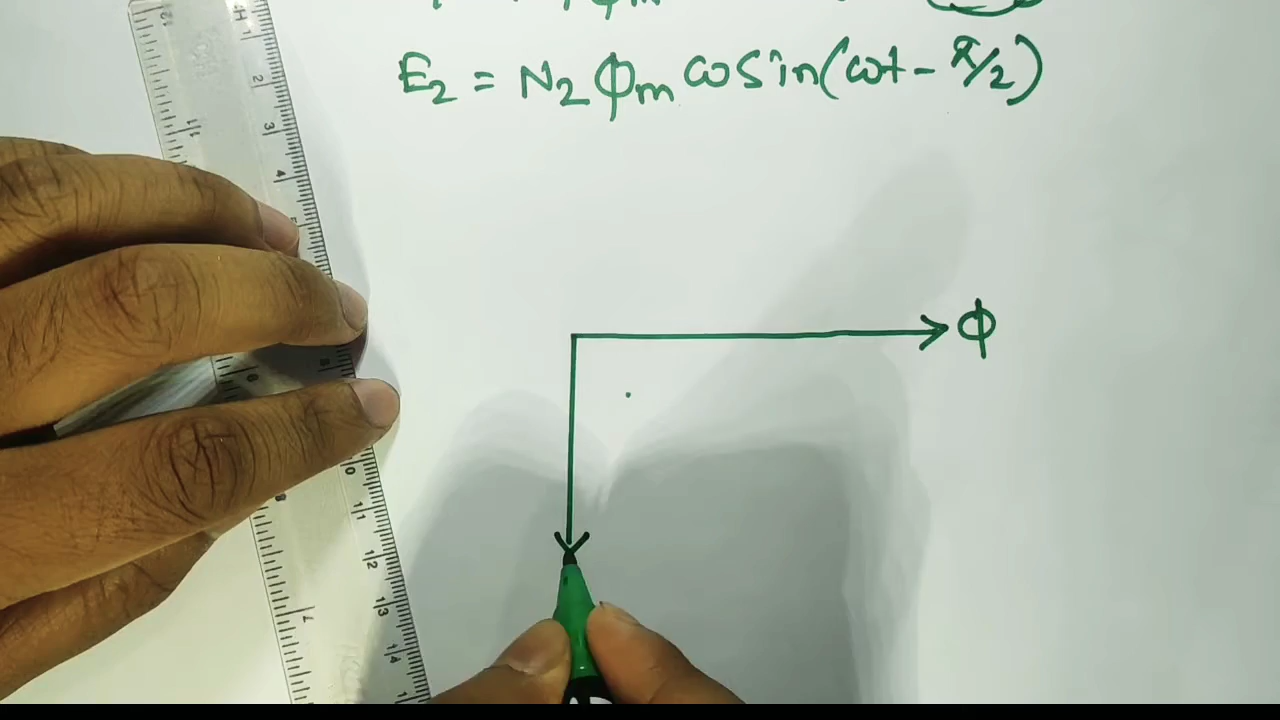 E₂ = N₂ φm ω sin(ωt - π/2)
φ